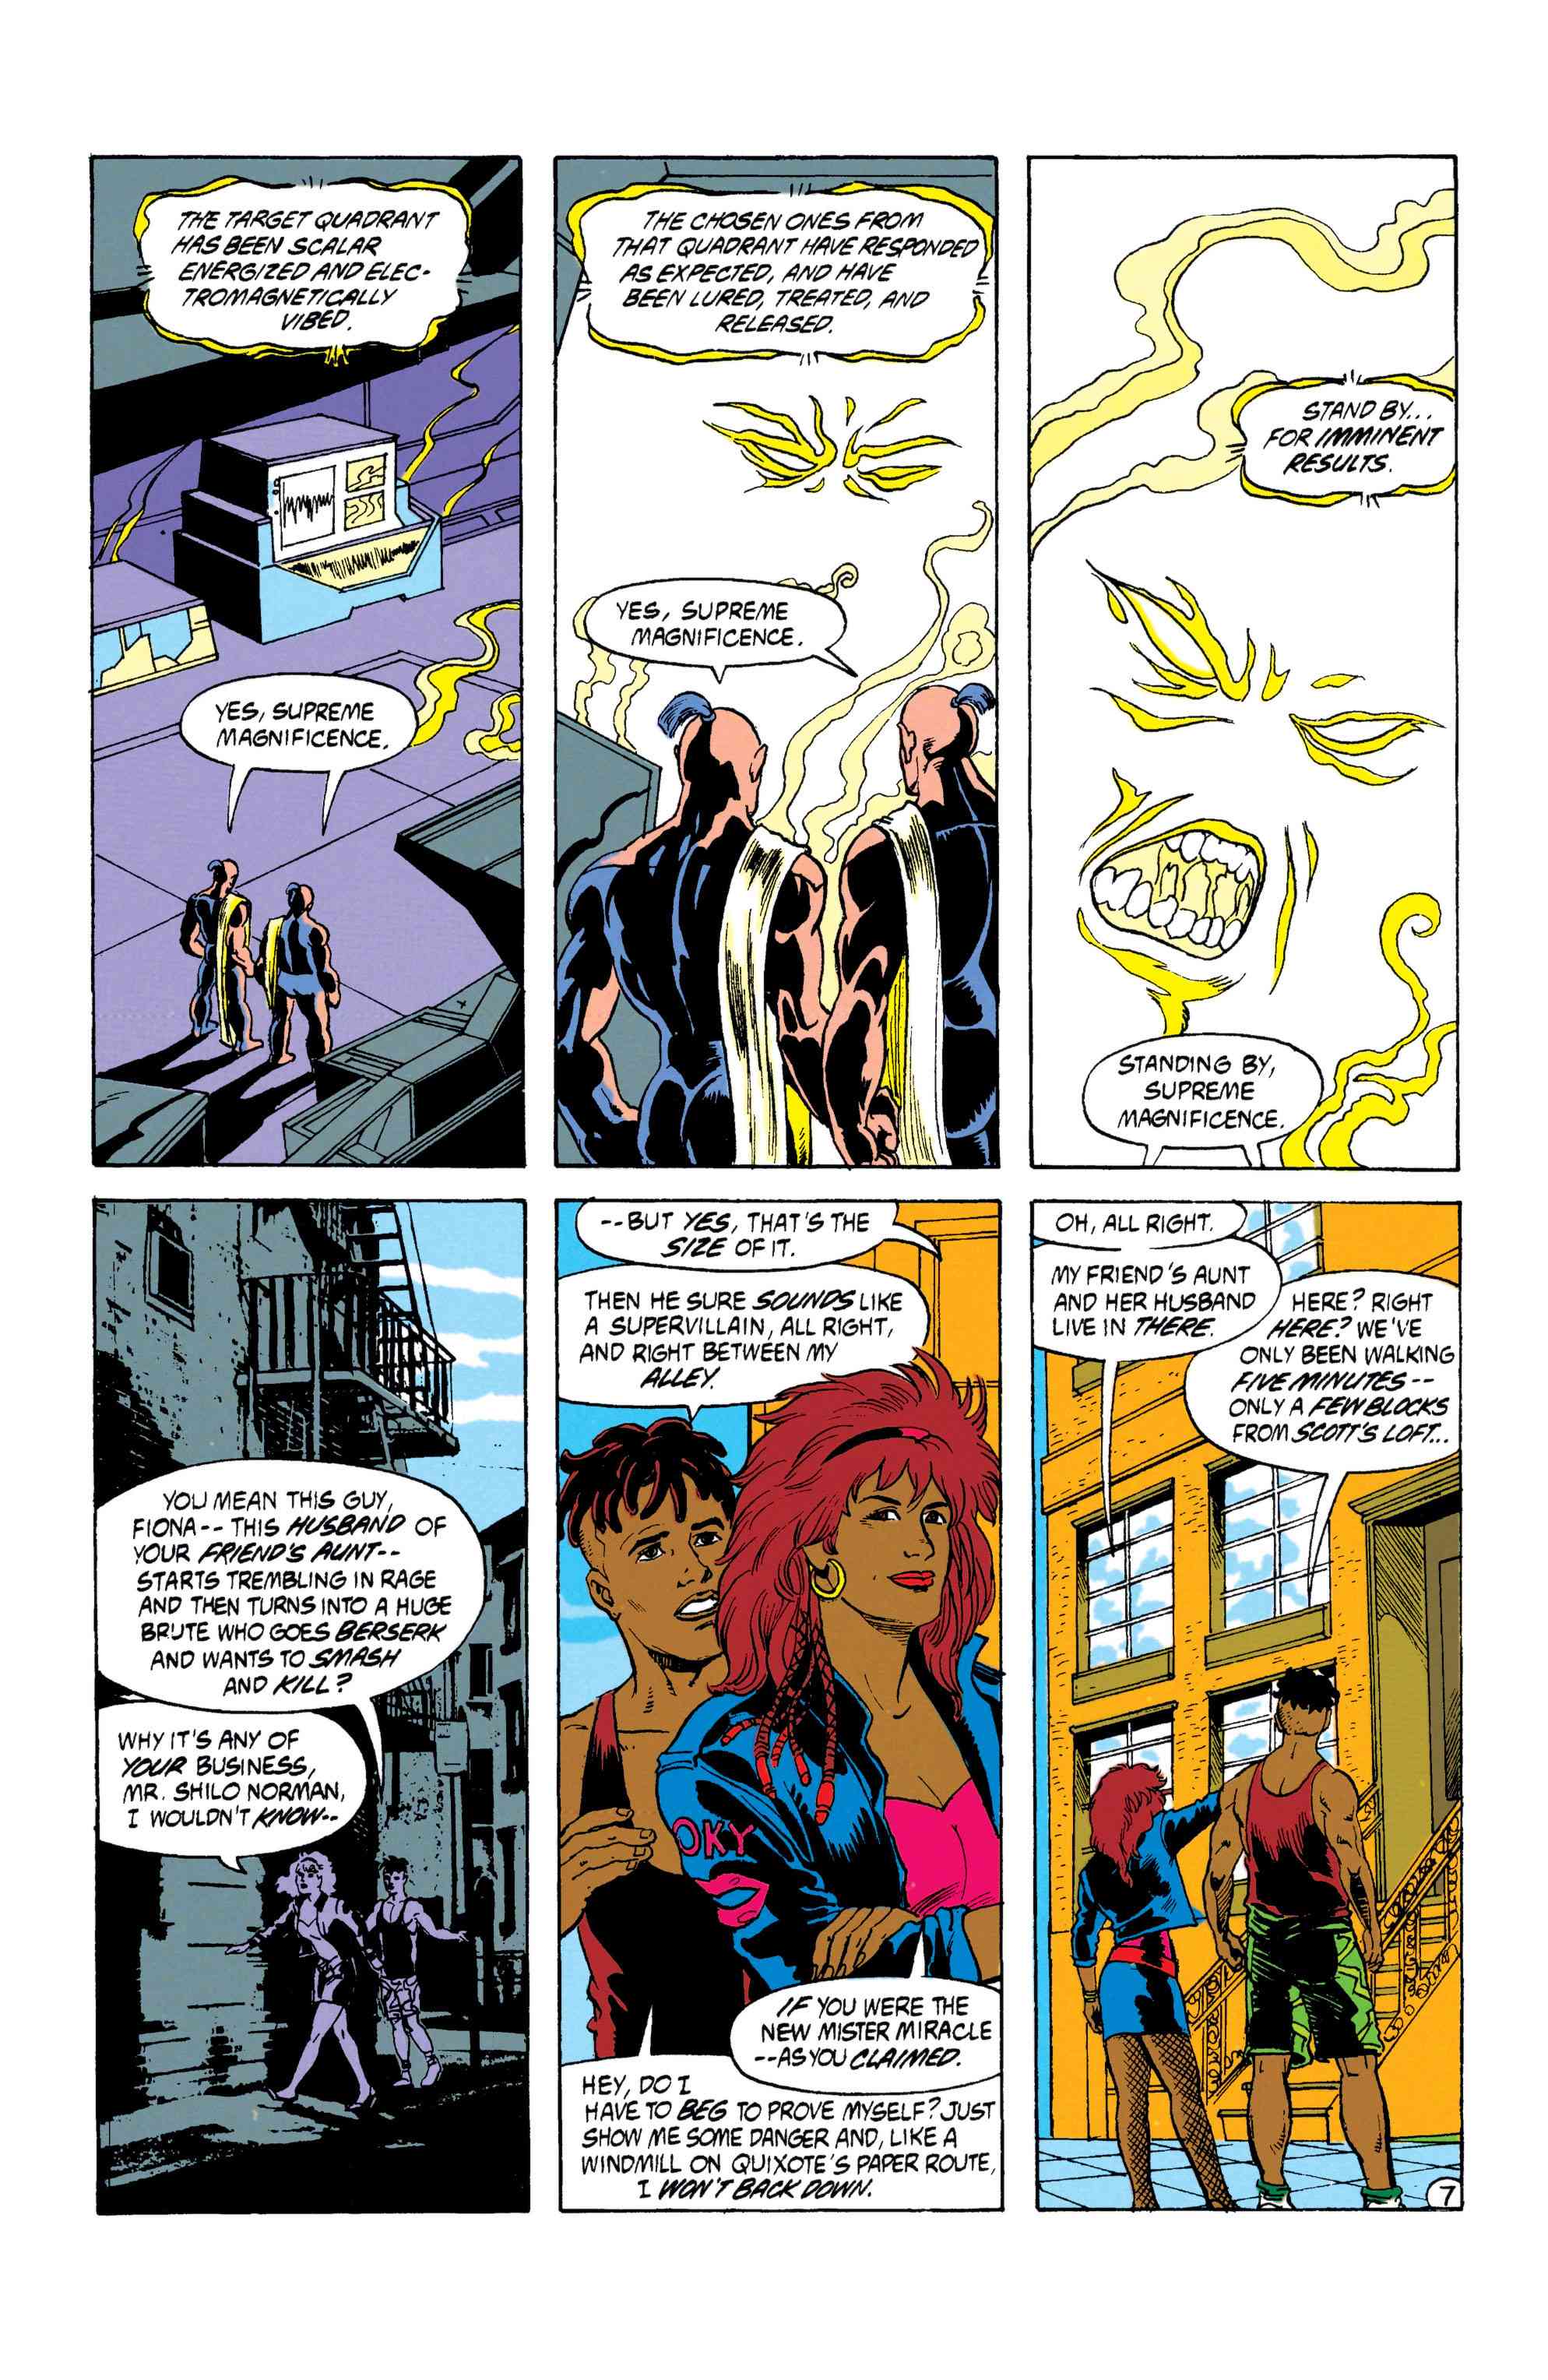 THE TARGET QUADRANT
HAS BEEN SCALAR
ENERGIZED AND ELEC-
TROMAGNETICALLY
VIBED.
YES, SUPREME
MAGNIFICENCE.
THE CHOSEN ONES FROM
THAT QUADRANT HAVE RESPONDED
AS EXPECTED, AND HAVE
BEEN LURED, TREATED, AND
RELEASED.
YES, SUPREME
MAGNIFICENCE.
STAND BY...
FOR IMMINENT
RESULTS.
STANDING BY,
SUPREME
MAGNIFICENCE.
YOU MEAN THIS GUY,
FIONA-- THIS HUSBAND OF
YOUR FRIEND'S AUNT--
STARTS TREMBLING IN RAGE
AND THEN TURNS INTO A HUGE
BRUTE WHO GOES BERSERK
AND WANTS TO SMASH
AND KILL?
WHY IT'S ANY OF
YOUR BUSINESS,
MR. SHILO NORMAN,
I WOULDN'T KNOW--
--BUT YES, THAT'S THE
SIZE OF IT.
THEN HE SURE SOUNDS LIKE
A SUPERVILLAIN, ALL RIGHT,
AND RIGHT BETWEEN MY
ALLEY.
OKY
IF YOU WERE THE
NEW MISTER MIRACLE
--AS YOU CLAIMED.
HEY, DO I
HAVE TO BEG TO PROVE MYSELF? JUST
SHOW ME SOME DANGER AND, LIKE A
WINDMILL ON QUIXOTE'S PAPER ROUTE,
I WON'T BACK DOWN.
OH, ALL RIGHT.
MY FRIEND'S AUNT
AND HER HUSBAND
LIVE IN THERE.
HERE? RIGHT
HERE? WE'VE
ONLY BEEN WALKING
FIVE MINUTES--
ONLY A FEW BLOCKS
FROM SCOTT'S LOFT...
7